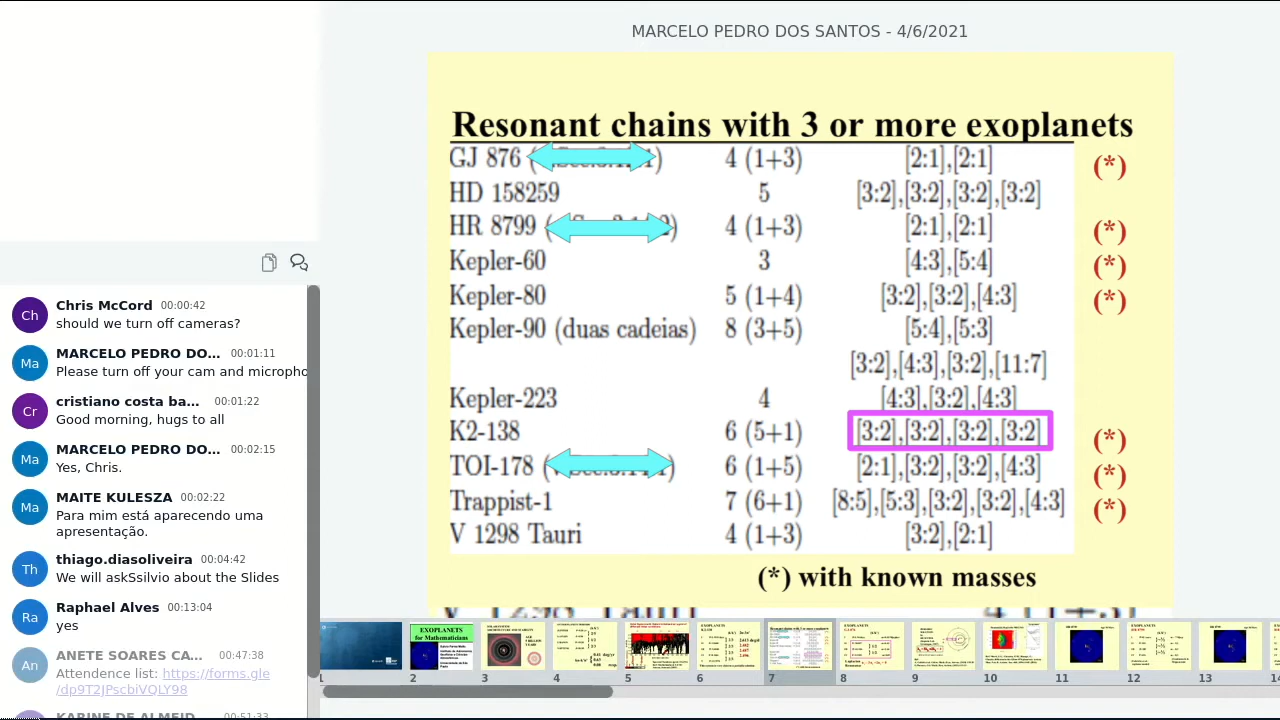 MARCELO PEDRO DOS SANTOS - 4/6/2021
Chris McCord 00:00:42
should we turn off cameras?
MARCELO PEDRO DO... 00:01:11
Please turn off your cam and micropho
cristiano costa ba... 00:01:22
Good morning, hugs to all
MARCELO PEDRO DO... 00:02:15
Yes, Chris.
MAITE KULESZA 00:02:22
Para mim está aparecendo uma
apresentação.
thiago.diasoliveira 00:04:42
We will askSsilvio about the Slides
Raphael Alves 00:13:04
yes
ANETE SOARES CA... 00:47:38
Attendence list: https://forms.gle
/dp9T2JPscbiVQLY98
KARINE DE ALMEID... 00:51:33
Ch
Ma
Cr
Ma
Ma
Th
Ra
An
Resonant chains with 3 or more exoplanets
GJ 876 4 (1+3) [2:1],[2:1] (*)
HD 158259 5 [3:2],[3:2],[3:2],[3:2]
HR 8799 4 (1+3) [2:1],[2:1] (*)
Kepler-60 3 [4:3],[5:4] (*)
Kepler-80 5 (1+4) [3:2],[3:2],[4:3] (*)
Kepler-90 (duas cadeias) 8 (3+5) [5:4],[5:3]
[3:2],[4:3],[3:2],[11:7]
Kepler-223 4 [4:3],[3:2],[4:3]
K2-138 6 (5+1) [3:2],[3:2],[3:2],[3:2] (*)
TOI-178 6 (1+5) [2:1],[3:2],[3:2],[4:3] (*)
Trappist-1 7 (6+1) [8:5],[5:3],[3:2],[3:2],[4:3] (*)
V 1298 Tauri 4 (1+3) [3:2],[2:1]
(*) with known masses
EXOPLANETS
for Mathematicians
1 2 3 4 5 6 7 8 9 10 11 12 13 14